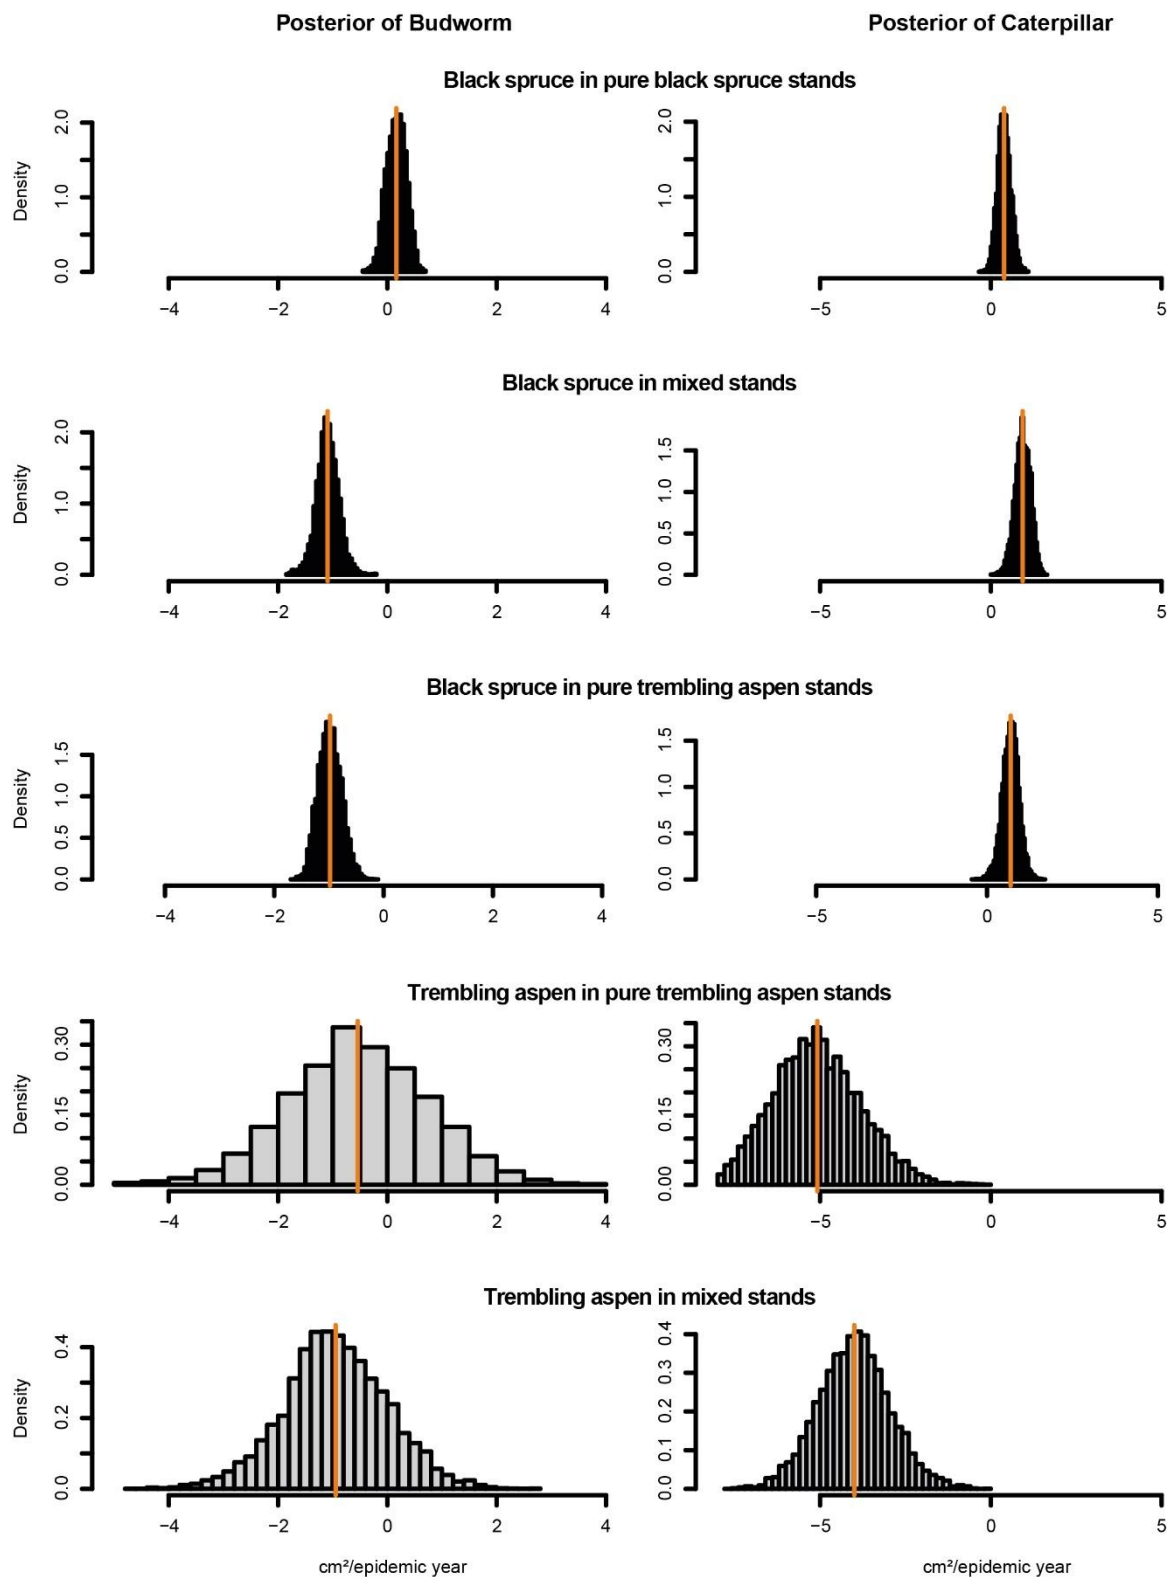 Posterior of Budworm Posterior of Caterpillar
Black spruce in pure black spruce stands
Density
0.0 1.0 2.0
0.0 1.0 2.0
−4 −2 0 2 4
−5 0 5
Black spruce in mixed stands
Density
0.0 1.0 2.0
0.0 0.5 1.0 1.5
−4 −2 0 2 4
−5 0 5
Black spruce in pure trembling aspen stands
Density
0.0 0.5 1.0 1.5
0.0 0.5 1.0 1.5
−4 −2 0 2 4
−5 0 5
Trembling aspen in pure trembling aspen stands
Density
0.00 0.15 0.30
0.00 0.15 0.30
−4 −2 0 2 4
−5 0 5
Trembling aspen in mixed stands
Density
0.0 0.2 0.4
0.0 0.1 0.2 0.3 0.4
−4 −2 0 2 4
−5 0 5
cm²/epidemic year cm²/epidemic year